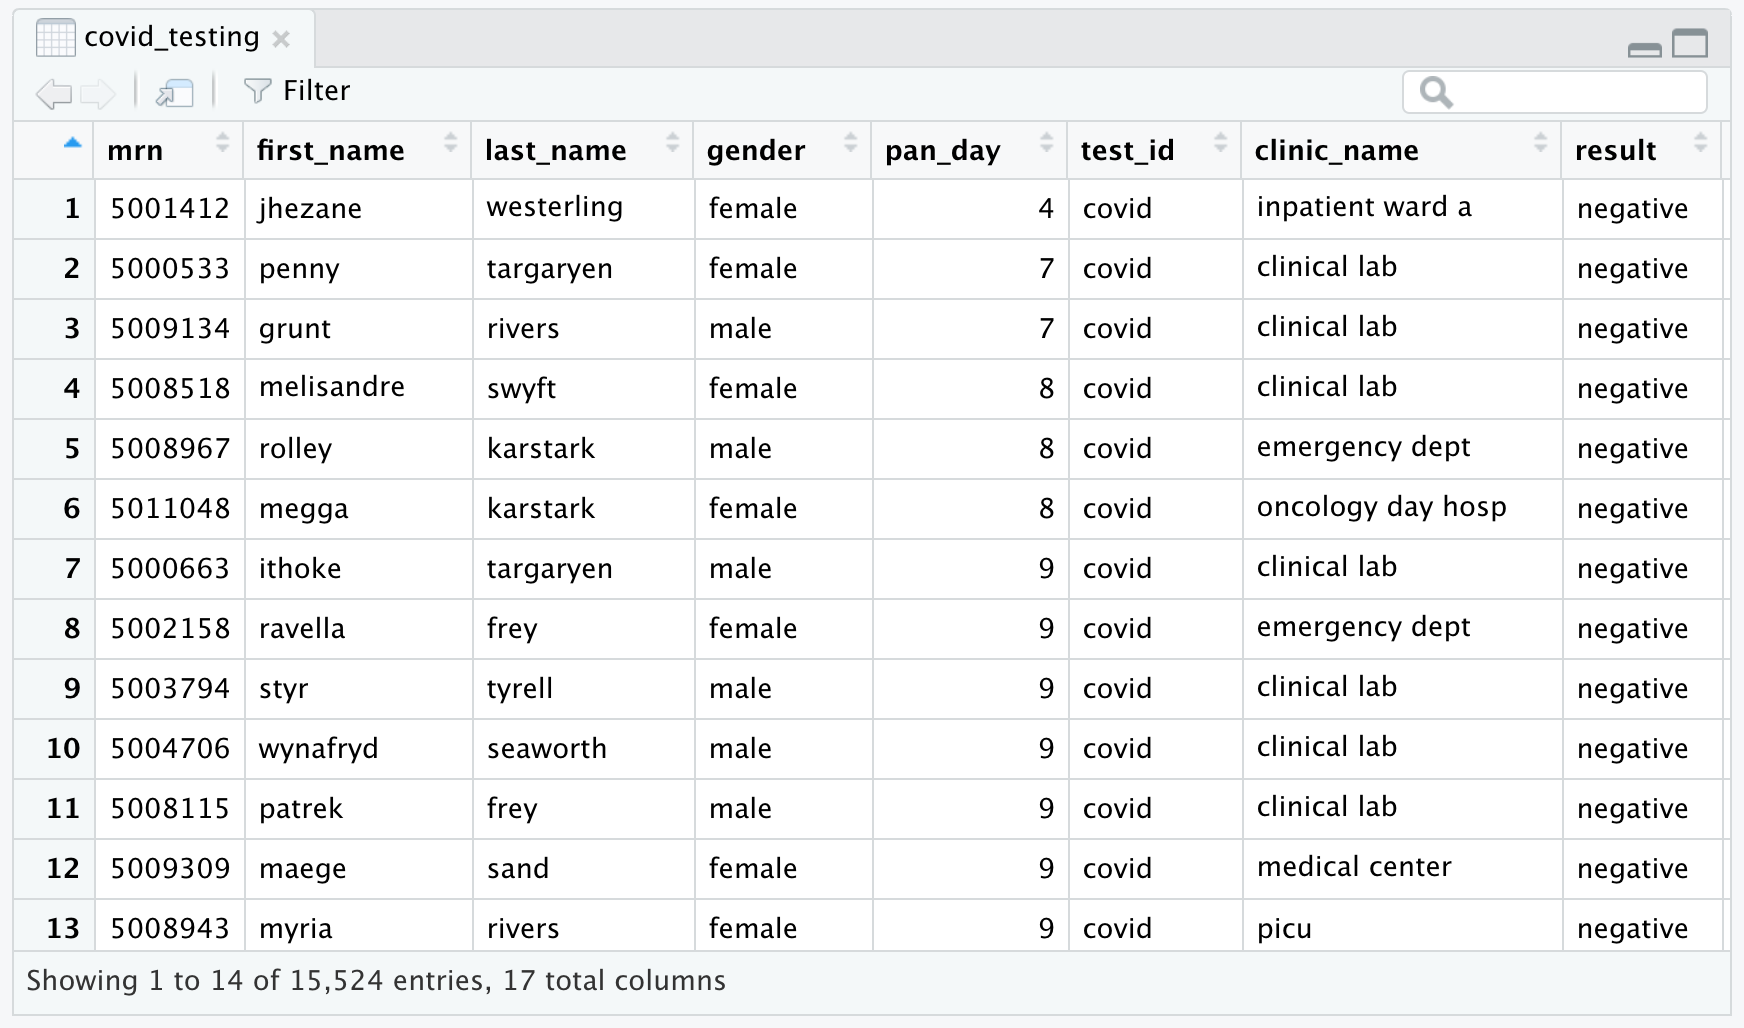 covid_testing
Filter
mrn first_name last_name gender pan_day test_id clinic_name result
1 5001412 jhezane westerling female 4 covid inpatient ward a negative
2 5000533 penny targaryen female 7 covid clinical lab negative
3 5009134 grunt rivers male 7 covid clinical lab negative
4 5008518 melisandre swyft female 8 covid clinical lab negative
5 5008967 rolley karstark male 8 covid emergency dept negative
6 5011048 megga karstark female 8 covid oncology day hosp negative
7 5000663 ithoke targaryen male 9 covid clinical lab negative
8 5002158 ravella frey female 9 covid emergency dept negative
9 5003794 styr tyrell male 9 covid clinical lab negative
10 5004706 wynafryd seaworth male 9 covid clinical lab negative
11 5008115 patrek frey male 9 covid clinical lab negative
12 5009309 maege sand female 9 covid medical center negative
13 5008943 myria rivers female 9 covid picu negative
Showing 1 to 14 of 15,524 entries, 17 total columns